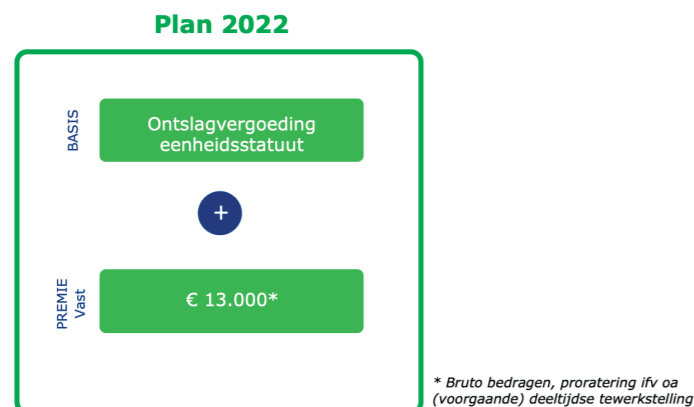 Plan 2022
BASIS
Ontslagvergoeding
eenheidsstatuut
+
PREMIE
Vast
€ 13.000*
* Bruto bedragen, proratering ifv oa
(voorgaande) deeltijdse tewerkstelling